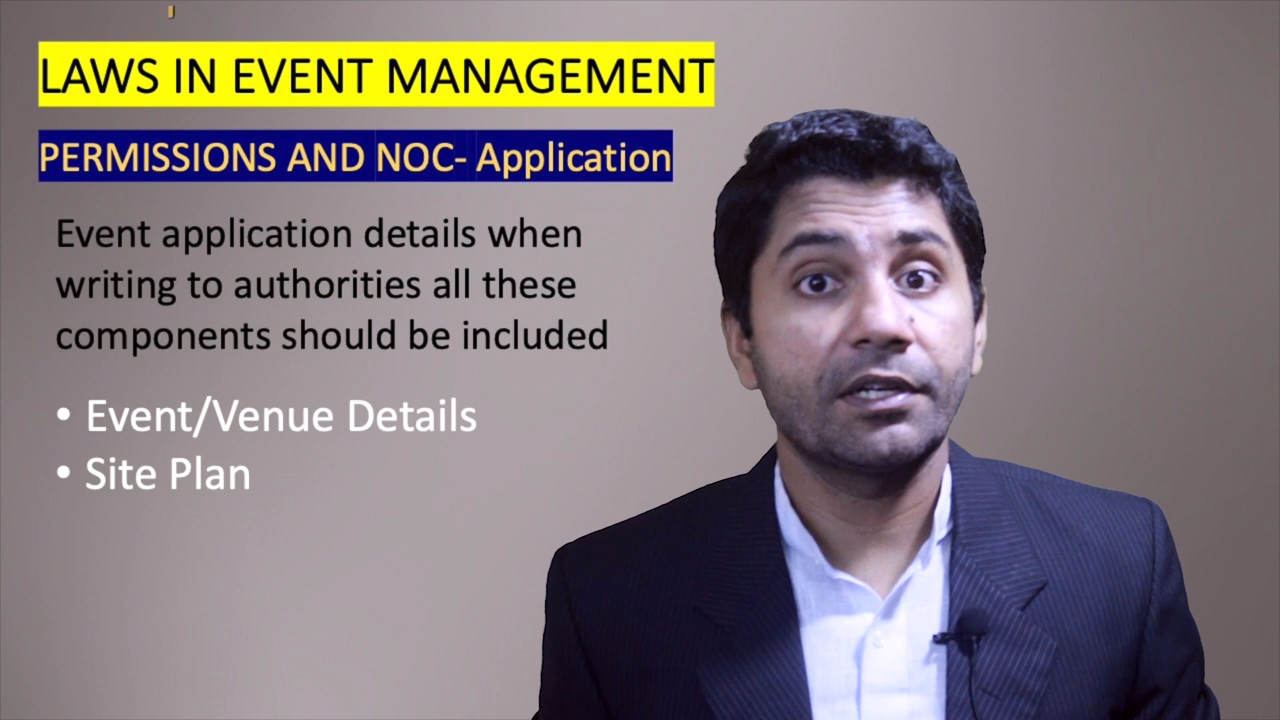 LAWS IN EVENT MANAGEMENT
PERMISSIONS AND NOC- Application
Event application details when
writing to authorities all these
components should be included
• Event/Venue Details
• Site Plan